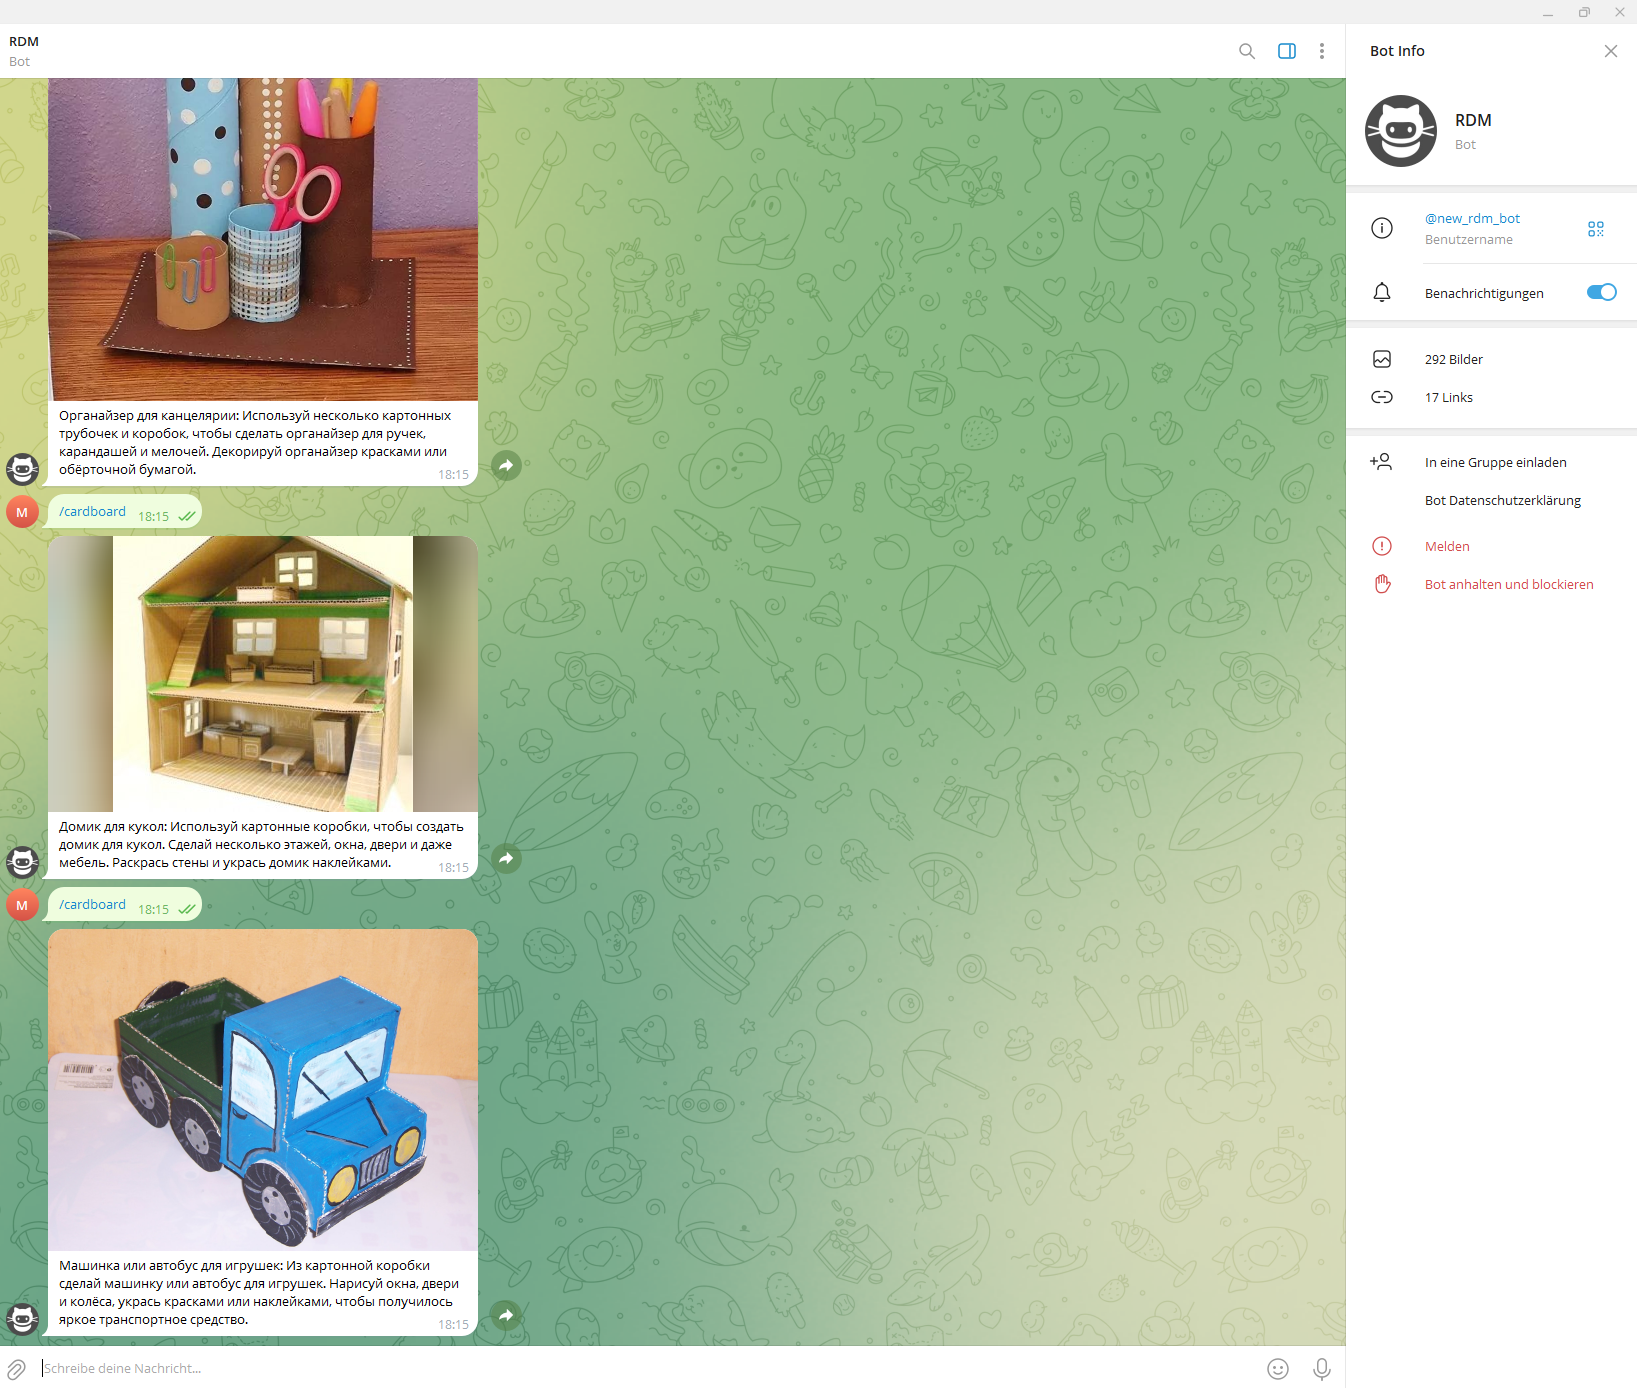 RDM
Bot
Органайзер для канцелярии: Используй несколько картонных
трубочек и коробок, чтобы сделать органайзер для ручек,
карандашей и мелочей. Декорируй органайзер красками или
обёрточной бумагой.
18:15
M
/cardboard 18:15
Домик для кукол: Используй картонные коробки, чтобы создать
домик для кукол. Сделай несколько этажей, окна, двери и даже
мебель. Раскрась стены и укрась домик наклейками.
18:15
M
/cardboard 18:15
Машинка или автобус для игрушек: Из картонной коробки
сделай машинку или автобус для игрушек. Нарисуй окна, двери
и колёса, укрась красками или наклейками, чтобы получилось
яркое транспортное средство.
18:15
Schreibe deine Nachricht...
Bot Info
RDM
Bot
@new_rdm_bot
Benutzername
Benachrichtigungen
292 Bilder
17 Links
In eine Gruppe einladen
Bot Datenschutzerklärung
Melden
Bot anhalten und blockieren